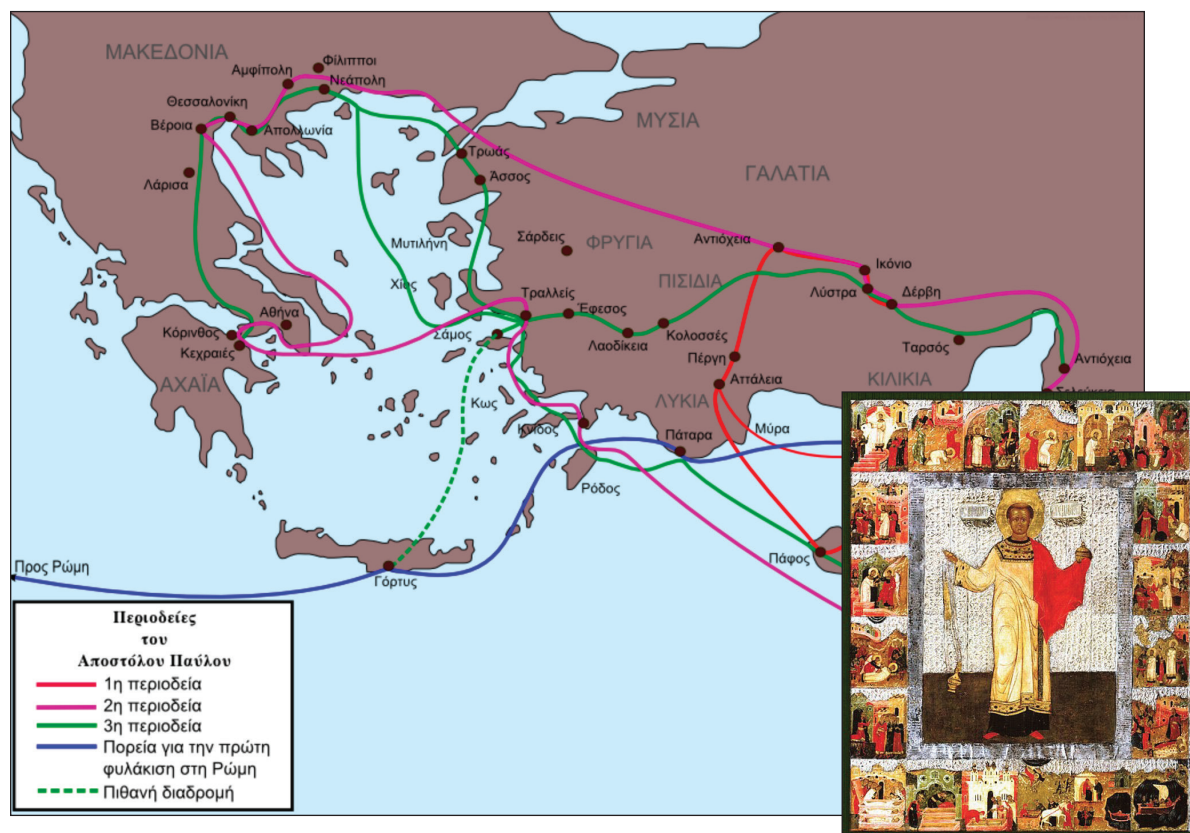 ΜΑΚΕΔΟΝΙΑ
Φίλιπποι
Αμφίπολη
Νεάπολη
Θεσσαλονίκη
Βέροια
Απολλωνία
ΜΥΣΙΑ
Τρωάς
Λάρισα
Άσσος
ΓΑΛΑΤΙΑ
Μυτιλήνη
Σάρδεις
ΦΡΥΓΙΑ
Αντιόχεια
Ικόνιο
Χίος
ΠΙΣΙΔΙΑ
Λύστρα
Δέρβη
Τραλλείς
Αθήνα
Έφεσος
Κόρινθος
Σάμος
Λαοδίκεια
Κολοσσές
Ταρσός
Κεχραιές
Πέργη
Αντιόχεια
ΑΧΑΪΑ
Ατταλεια
ΚΙΛΙΚΙΑ
Σελεύκεια
Κως
ΛΥΚΙΑ
Κνίδος
Πάταρα
Μύρα
Ρόδος
Πάφος
Προς Ρώμη
Γόρτυς
Περιοδείες
του
Αποστόλου Παύλου
1η περιοδεία
2η περιοδεία
3η περιοδεία
Πορεία για την πρώτη
φυλάκιση στη Ρώμη
Πιθανή διαδρομή